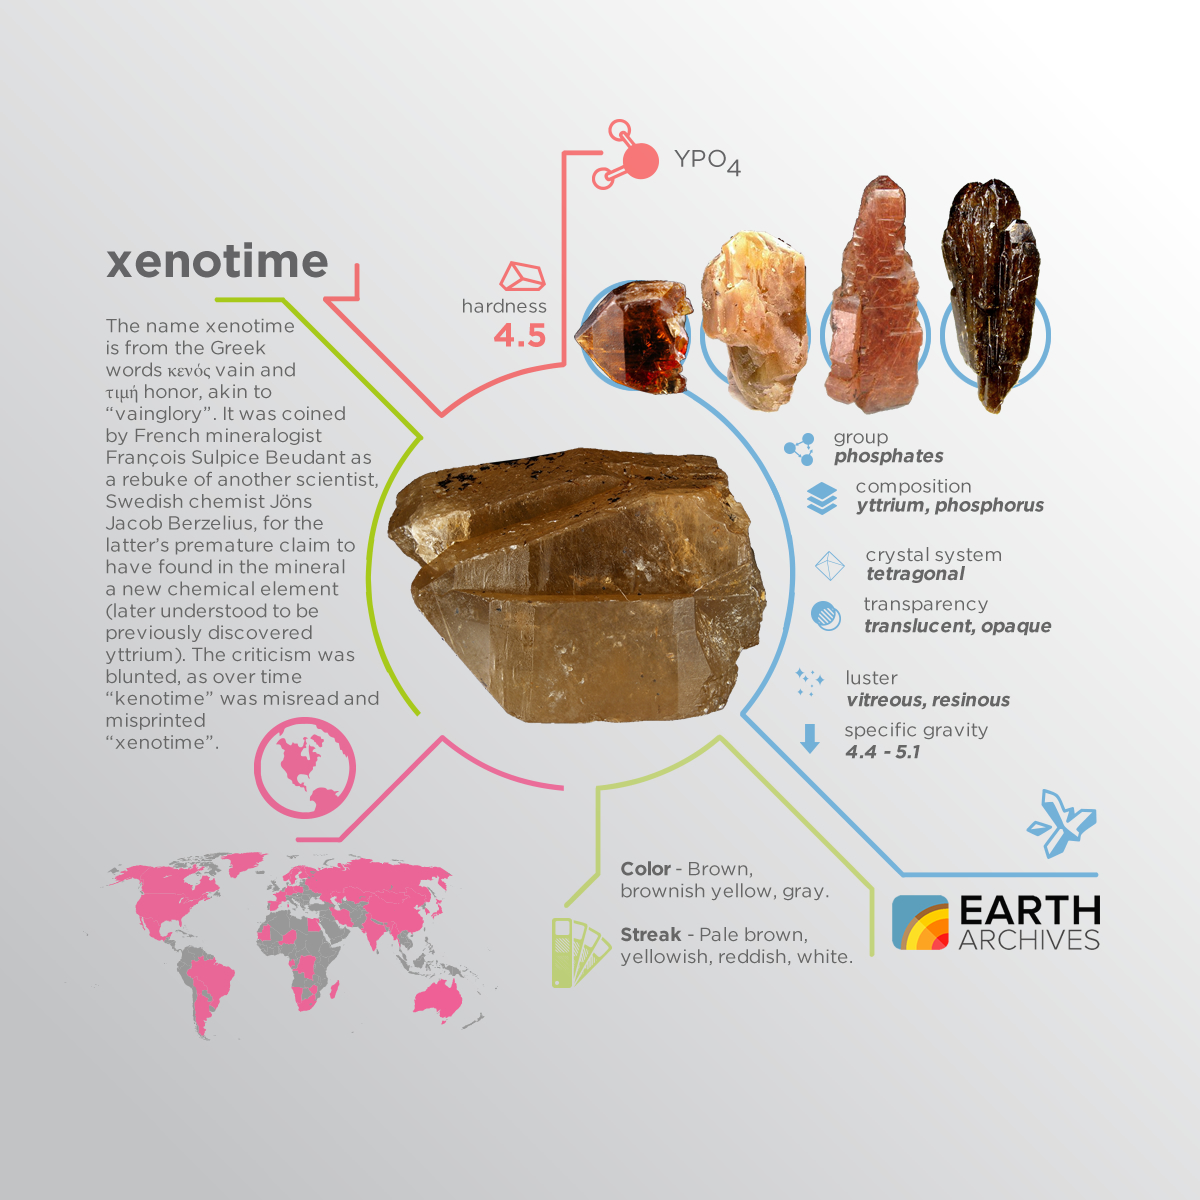 YPO4
xenotime
hardness
4.5
The name xenotime
is from the Greek
words κενός vain and
τιμή honor, akin to
“vainglory”. It was coined
by French mineralogist
François Sulpice Beudant as
a rebuke of another scientist,
Swedish chemist Jöns
Jacob Berzelius, for the
latter’s premature claim to
have found in the mineral
a new chemical element
(later understood to be
previously discovered
yttrium). The criticism was
blunted, as over time
“kenotime” was misread and
misprinted
“xenotime”.
group
phosphates
composition
yttrium, phosphorus
crystal system
tetragonal
transparency
translucent, opaque
luster
vitreous, resinous
specific gravity
4.4 - 5.1
Color - Brown,
brownish yellow, gray.
Streak - Pale brown,
yellowish, reddish, white.
EARTH
ARCHIVES